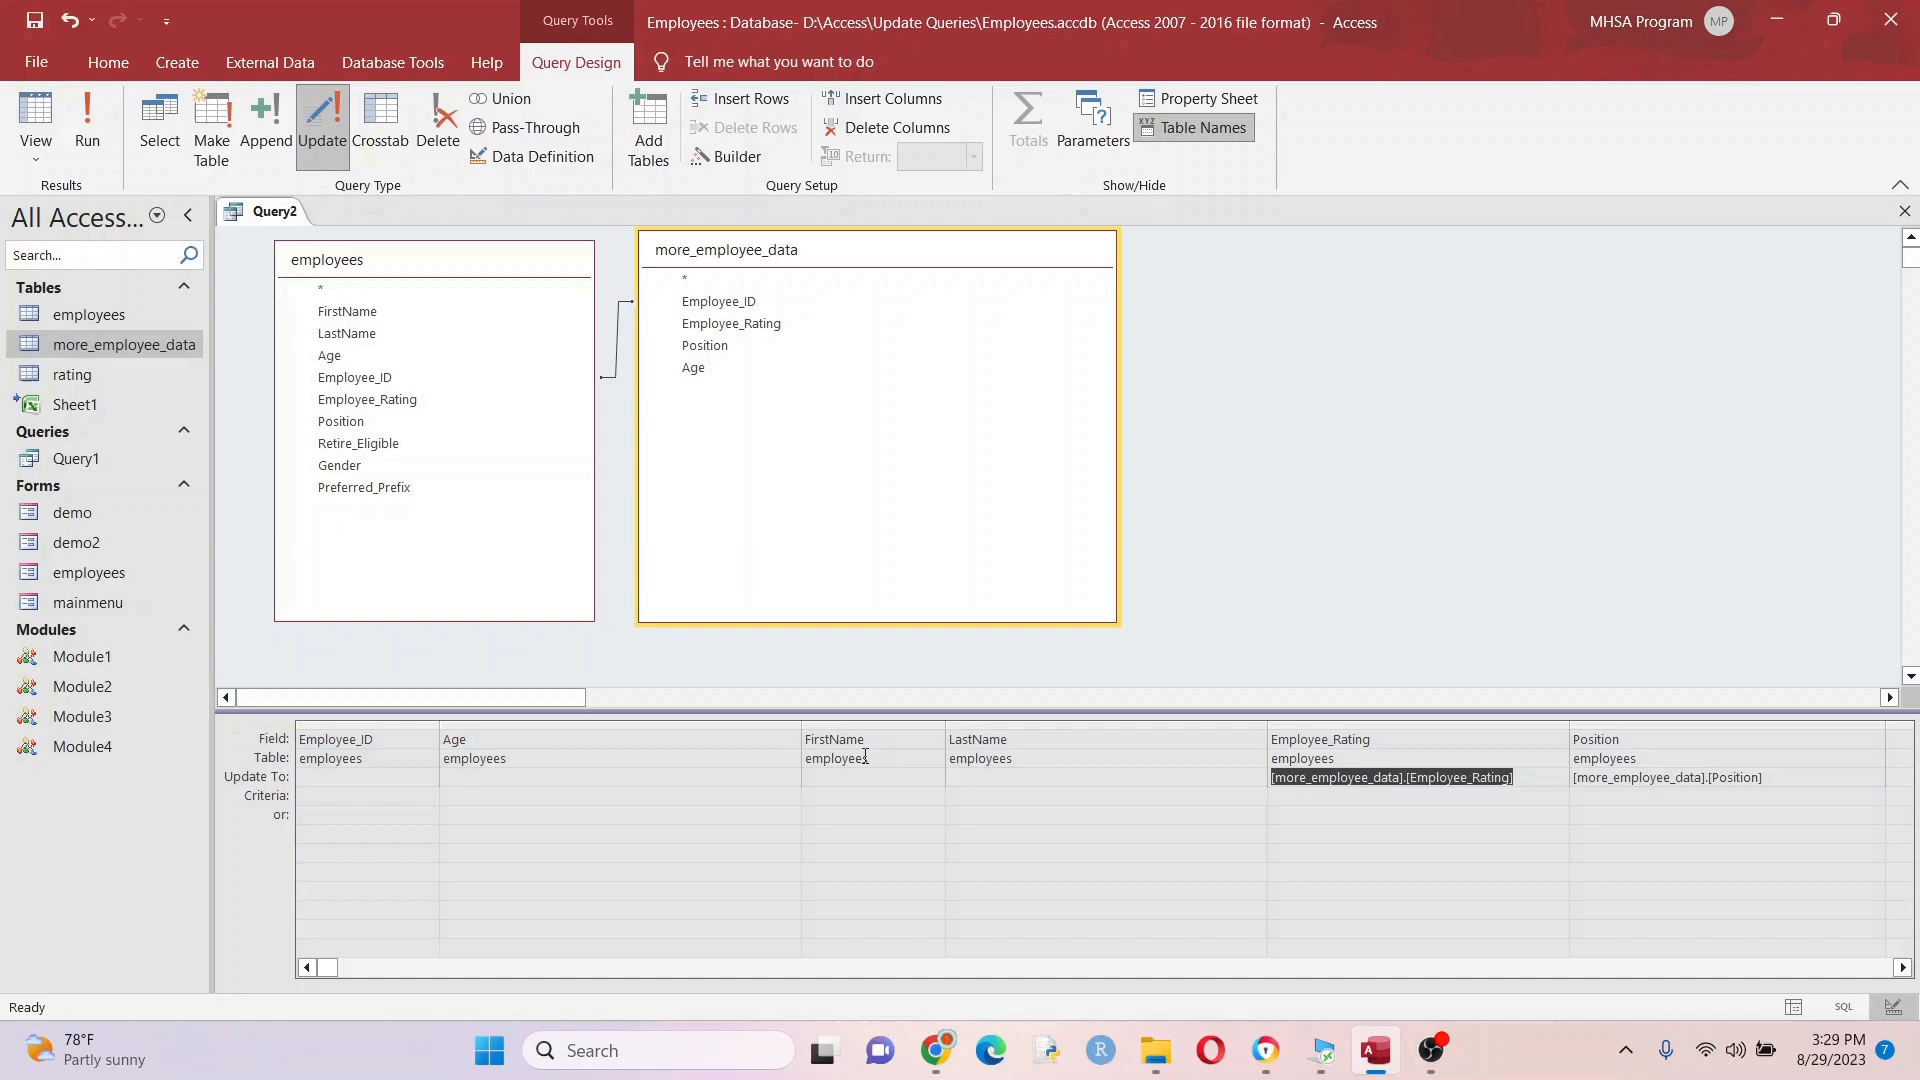 Query Tools
Employees : Database- D:\Access\Update Queries\Employees.accdb (Access 2007 - 2016 file format)  -  Access
MHSA Program
MP
File
Home
Create
External Data
Database Tools
Help
Query Design
Tell me what you want to do
View
Run
Results
Select
Make Table
Append
Update
Crosstab
Delete
Union
Pass-Through
Data Definition
Query Type
Add Tables
Insert Rows
Delete Rows
Builder
Insert Columns
Delete Columns
Return:
Query Setup
Totals
Parameters
Property Sheet
Table Names
Show/Hide
All Access...
Search...
Tables
employees
more_employee_data
rating
Sheet1
Queries
Query1
Forms
demo
demo2
employees
mainmenu
Modules
Module1
Module2
Module3
Module4
Query2
employees
*
FirstName
LastName
Age
Employee_ID
Employee_Rating
Position
Retire_Eligible
Gender
Preferred_Prefix
more_employee_data
*
Employee_ID
Employee_Rating
Position
Age
Field: Employee_ID Age FirstName LastName Employee_Rating Position
Table: employees employees employees employees employees employees
Update To: [more_employee_data].[Employee_Rating] [more_employee_data].[Position]
Criteria:
or:
Ready
SQL
78°F
Partly sunny
Search
3:29 PM
8/29/2023
7